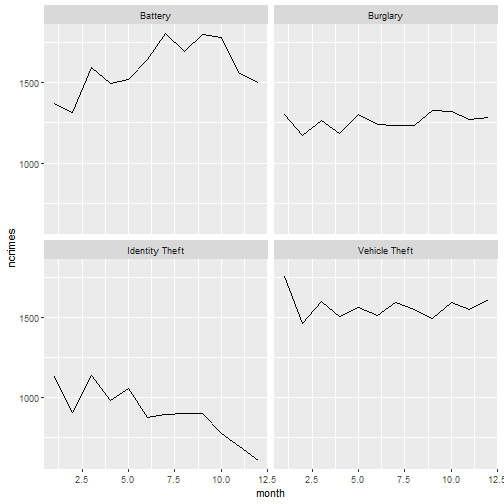 Battery
Burglary
1500
1000
Identity Theft
Vehicle Theft
1500
1000
ncrimes
2.5 5.0 7.5 10.0 12.5 2.5 5.0 7.5 10.0 12.5
month